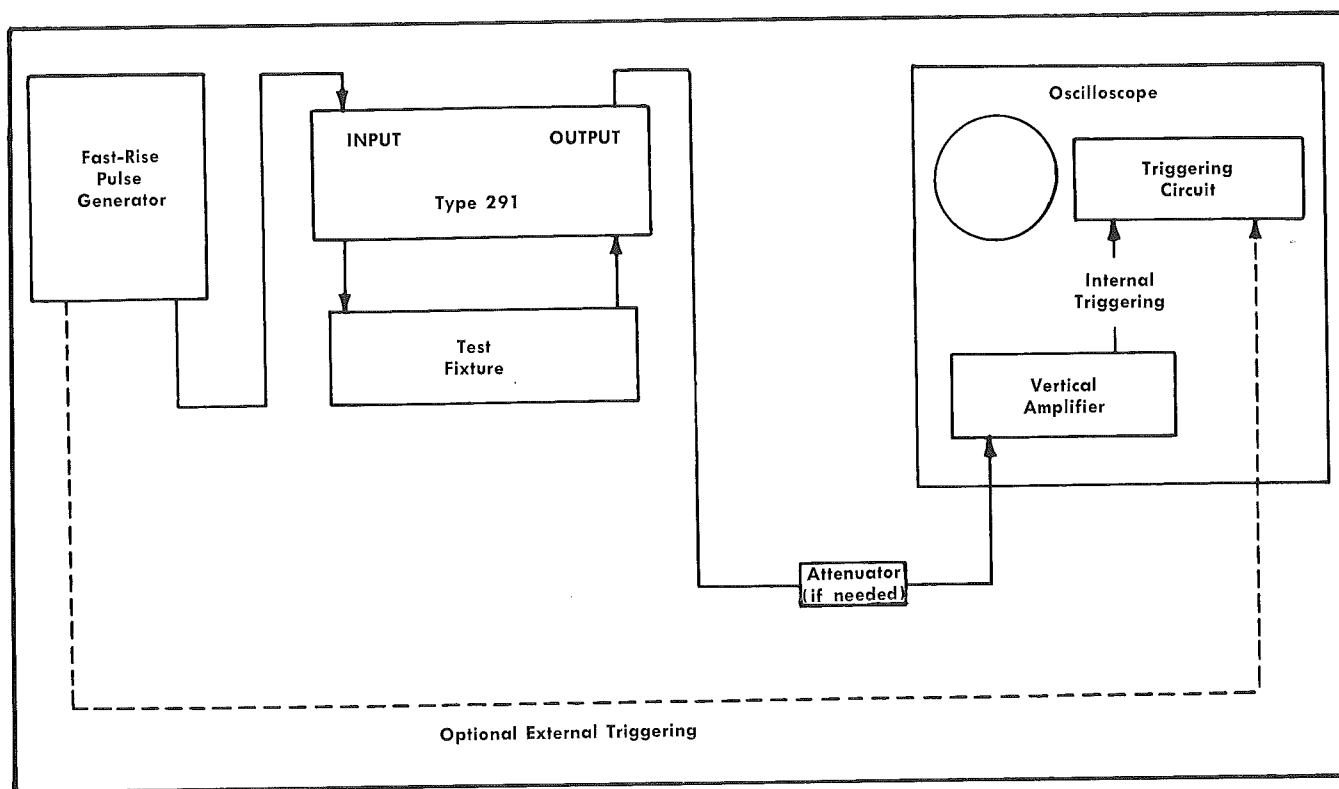 Fast-Rise
Pulse
Generator
INPUT
OUTPUT
Type 291
Test
Fixture
Oscilloscope
Triggering
Circuit
Internal
Triggering
Vertical
Amplifier
Attenuator
(if needed)
Optional External Triggering